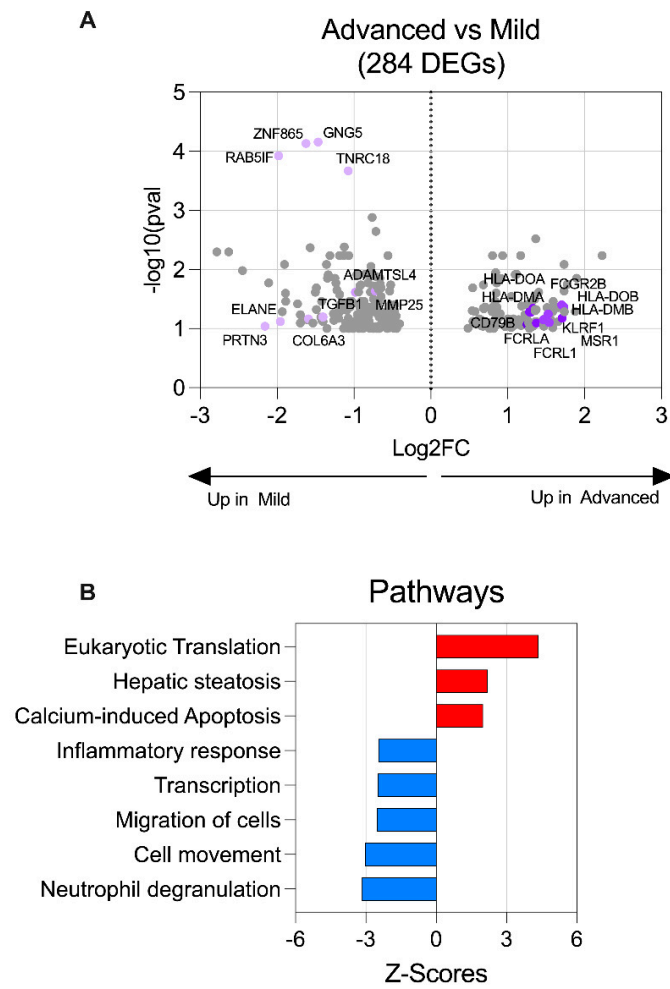 A
Advanced vs Mild
(284 DEGs)
5
4
3
2
1
0
-log10(pval)
ZNF865
GNG5
RAB5IF
TNRC18
ADAMTSL4
ELANE
TGFB1
MMP25
PRTN3
COL6A3
HLA-DOA
FCGR2B
HLA-DMA
HLA-DOB
HLA-DMB
CD79B
KLRF1
FCRLA
MSR1
FCRL1
-3 -2 -1 0 1 2 3
Log2FC
Up in Mild
Up in Advanced
B
Pathways
Eukaryotic Translation
Hepatic steatosis
Calcium-induced Apoptosis
Inflammatory response
Transcription
Migration of cells
Cell movement
Neutrophil degranulation
-6 -3 0 3 6
Z-Scores